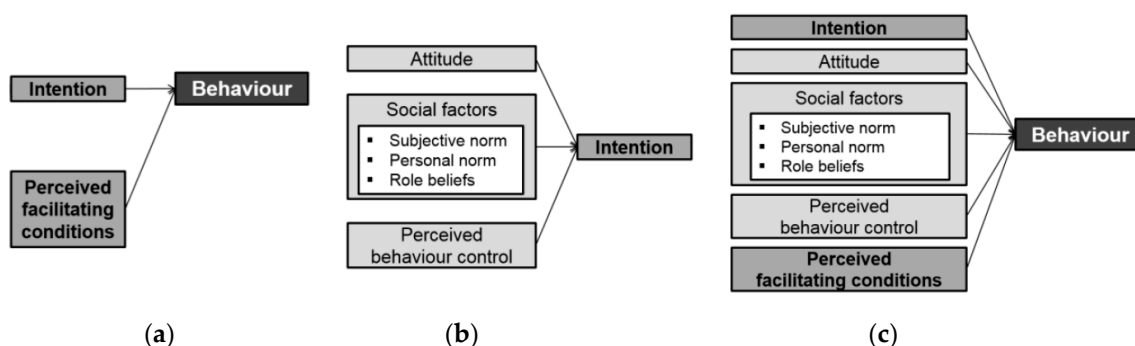 Intention
Behaviour
Perceived
facilitating
conditions
(a)
Attitude
Social factors
▪ Subjective norm
▪ Personal norm
▪ Role beliefs
Perceived
behaviour control
Intention
(b)
Intention
Attitude
Social factors
▪ Subjective norm
▪ Personal norm
▪ Role beliefs
Perceived
behaviour control
Perceived
facilitating conditions
Behaviour
(c)